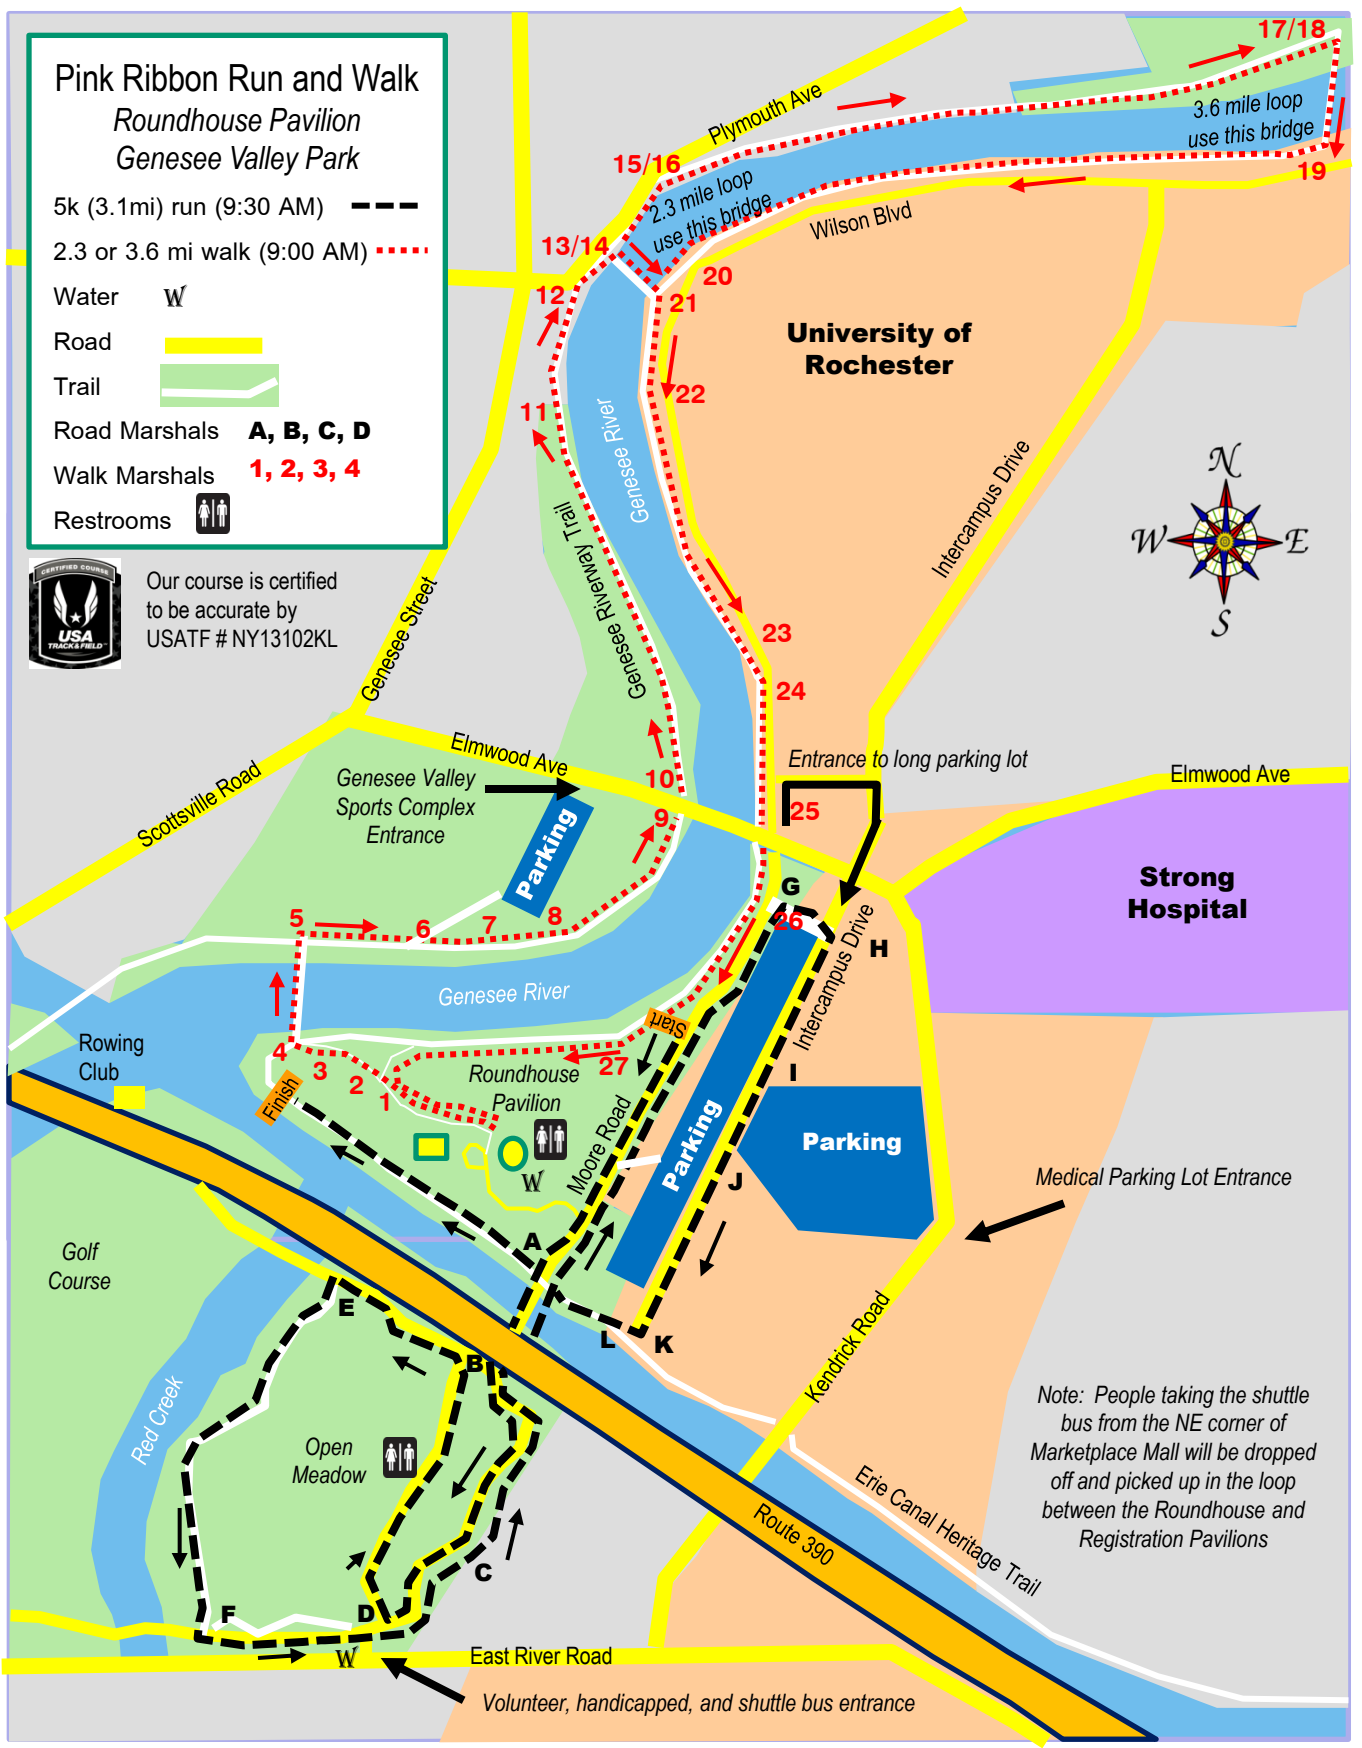 Pink Ribbon Run and Walk
Roundhouse Pavilion
Genesee Valley Park
5k (3.1mi) run (9:30 AM)
2.3 or 3.6 mi walk (9:00 AM)
Water W
Road
Trail
Road Marshals A, B, C, D
Walk Marshals 1, 2, 3, 4
Restrooms
CERTIFIED COURSE
USA
TRACK&FIELD
Our course is certified
to be accurate by
USATF # NY13102KL
17/18
3.6 mile loop
use this bridge
19
Plymouth Ave
15/16
2.3 mile loop
use this bridge
Wilson Blvd
13/14
12
20
21
22
11
University of
Rochester
Genesee River
Genesee Riverway Trail
Intercampus Drive
N
W
E
S
Genesee Street
23
24
Scottsville Road
Elmwood Ave
Genesee Valley
Sports Complex
Entrance
Parking
10
9
Entrance to long parking lot
25
Elmwood Ave
Strong
Hospital
5
6
7
8
G
26
H
Intercampus Drive
Genesee River
Start
Rowing
Club
4
3
2
1
Finish
27
Roundhouse
Pavilion
W
Moore Road
Parking
I
Parking
J
Medical Parking Lot Entrance
Golf
Course
A
E
B
L
K
Kendrick Road
Red Creek
Open
Meadow
Note: People taking the shuttle
bus from the NE corner of
Marketplace Mall will be dropped
off and picked up in the loop
between the Roundhouse and
Registration Pavilions
Erie Canal Heritage Trail
Route 390
C
F
D
W
East River Road
Volunteer, handicapped, and shuttle bus entrance